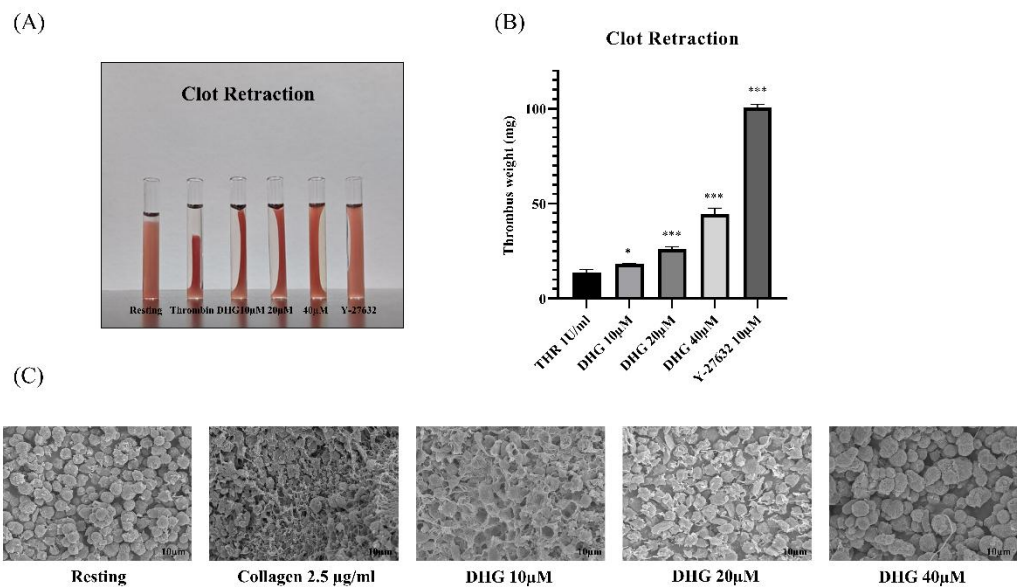 (A)
Clot Retraction
Resting Thrombin DHG10μM 20μM 40μM Y-27632
(B)
Clot Retraction
Thrombus weight (mg)
100
50
0
*
***
***
***
THR 1U/ml
DHG 10μM
DHG 20μM
DHG 40μM
Y-27632 10μM
(C)
10μm
10μm
10μm
10μm
10μm
Resting
Collagen 2.5 μg/ml
DHG 10μM
DHG 20μM
DHG 40μM